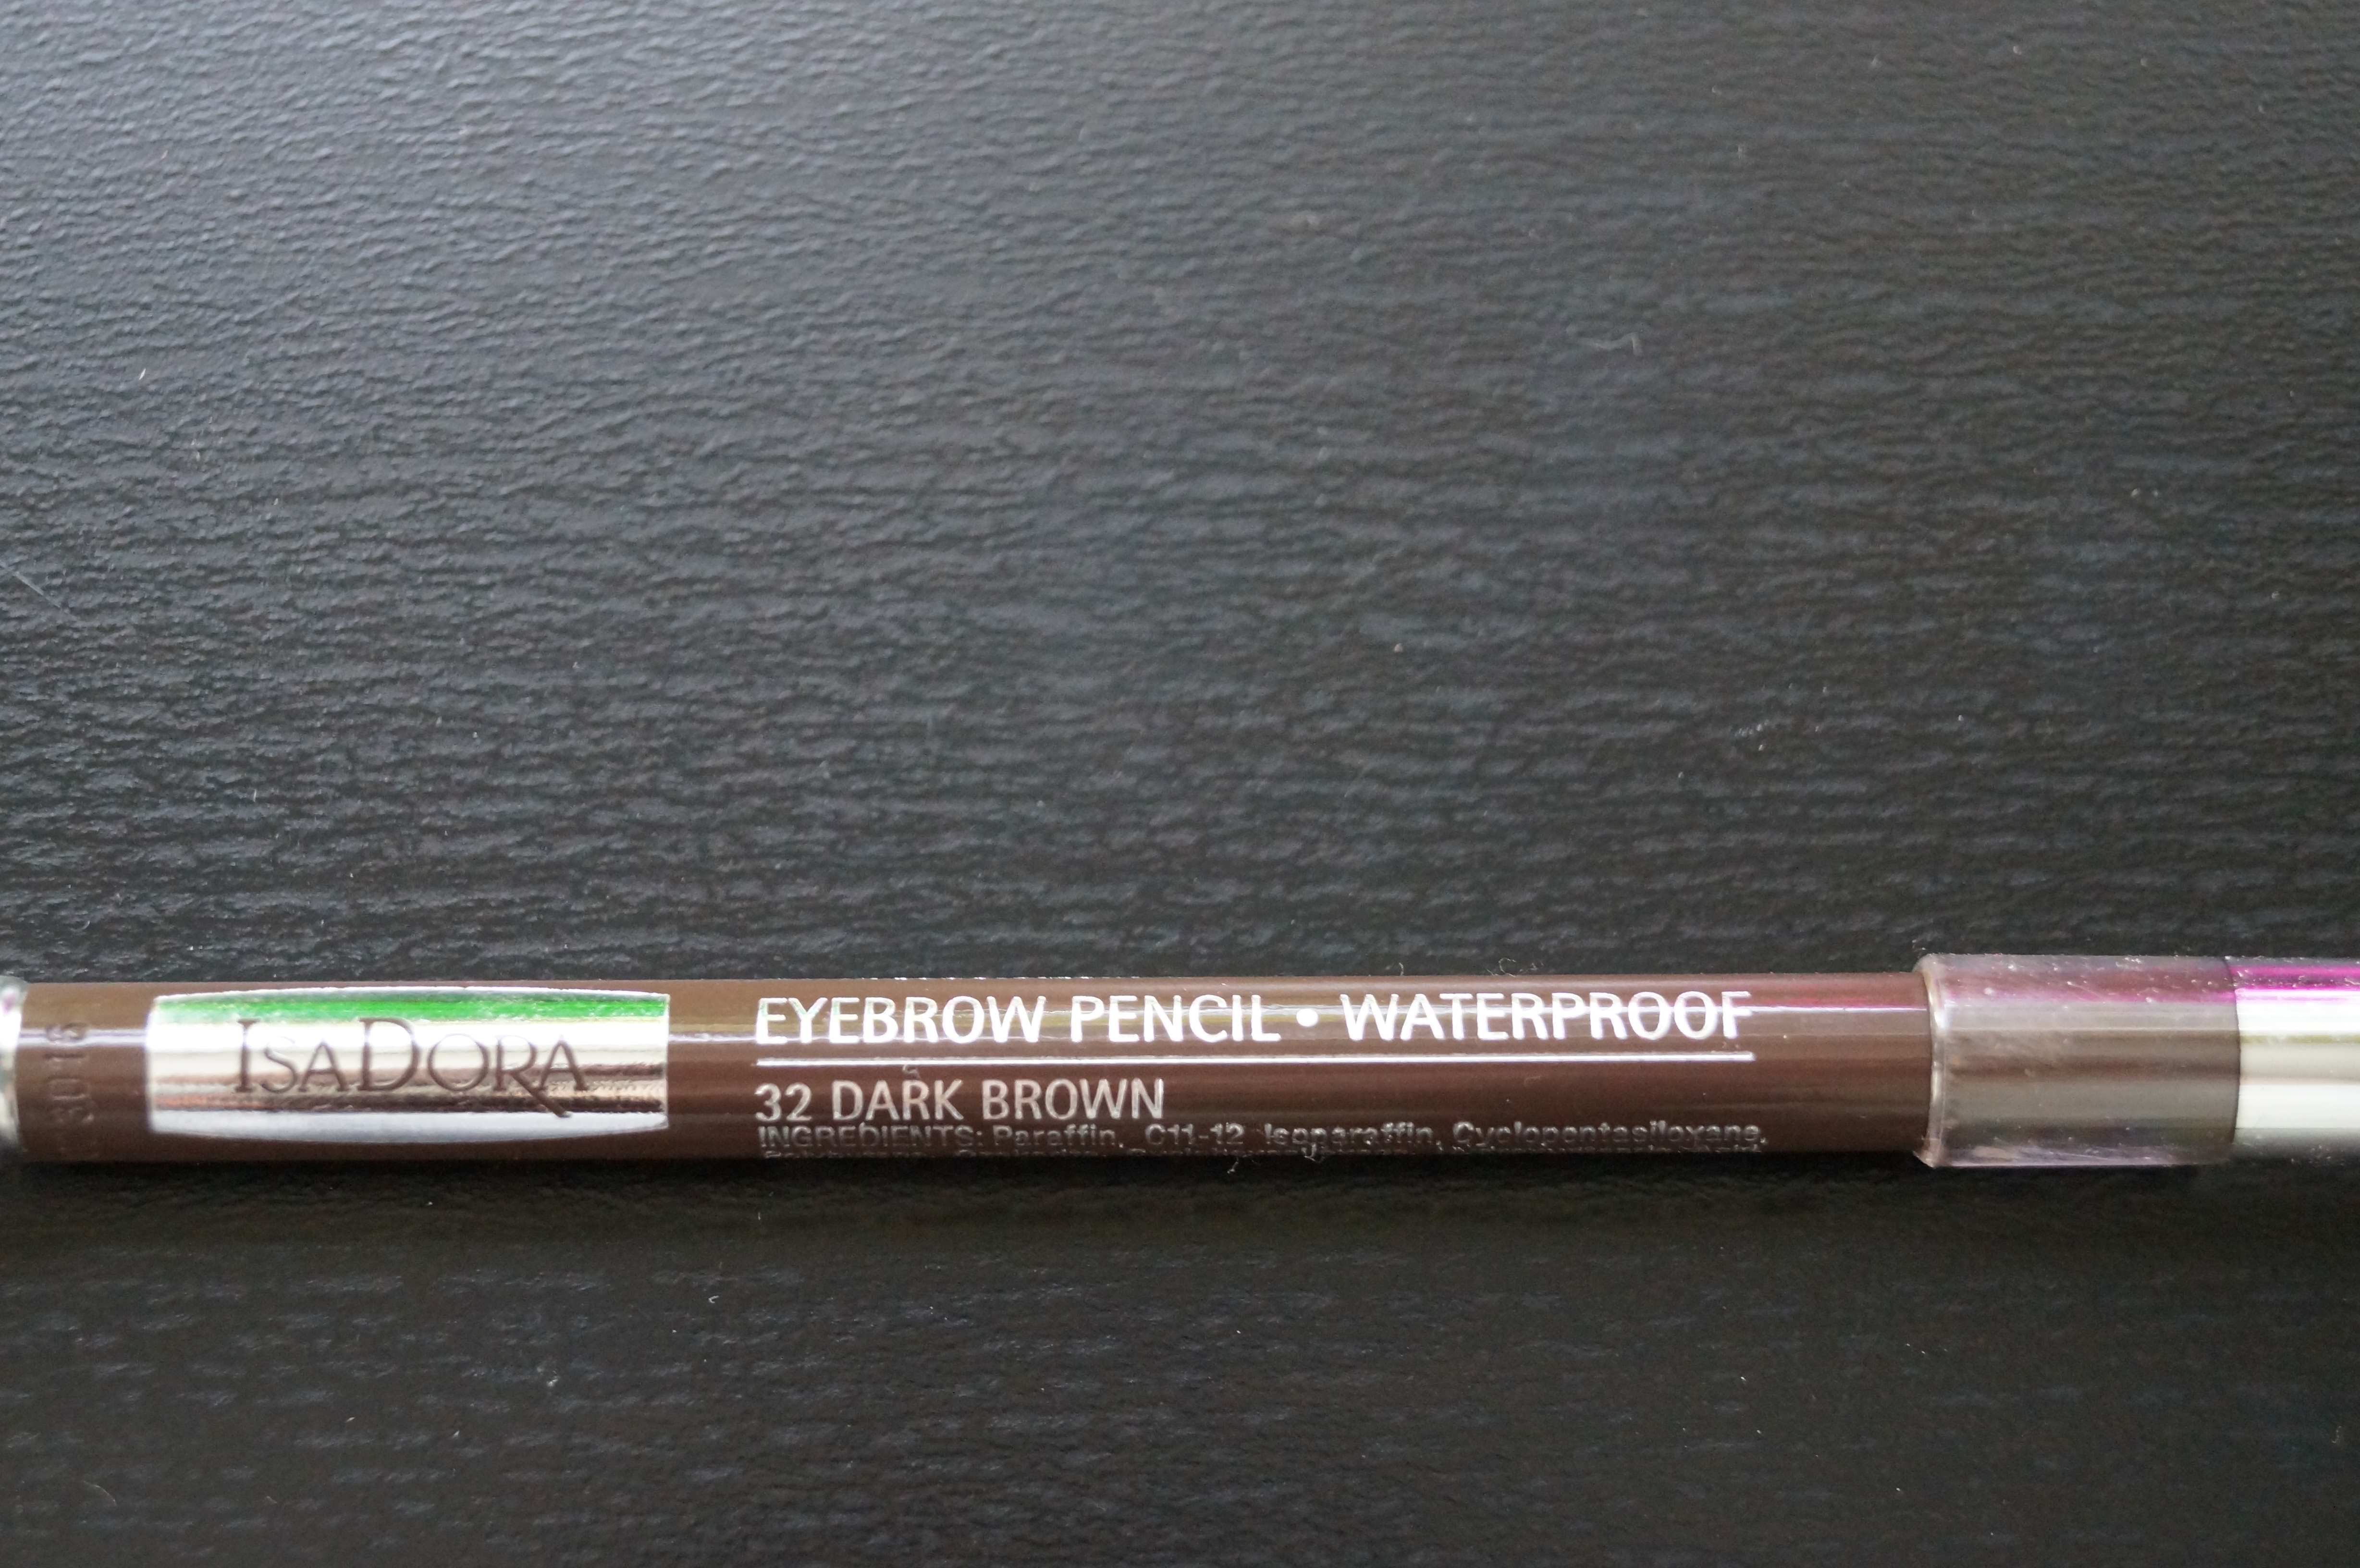 ISADORA
EYEBROW PENCIL • WATERPROOF
32 DARK BROWN
INGREDIENTS: Paraffin, C11-12 Isoparaffin, Cyclopentasiloxane,